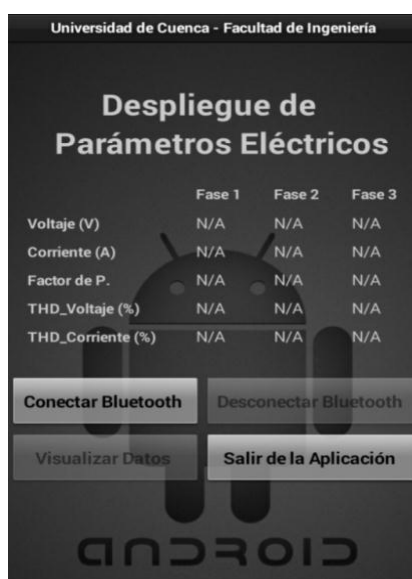 Universidad de Cuenca - Facultad de Ingeniería
Despliegue de
Parámetros Eléctricos
Fase 1 Fase 2 Fase 3
Voltaje (V) N/A N/A N/A
Corriente (A) N/A N/A N/A
Factor de P. N/A N/A N/A
THD_Voltaje (%) N/A N/A N/A
THD_Corriente (%) N/A N/A N/A
Conectar Bluetooth Desconectar Bluetooth
Visualizar Datos Salir de la Aplicación
ANDROID